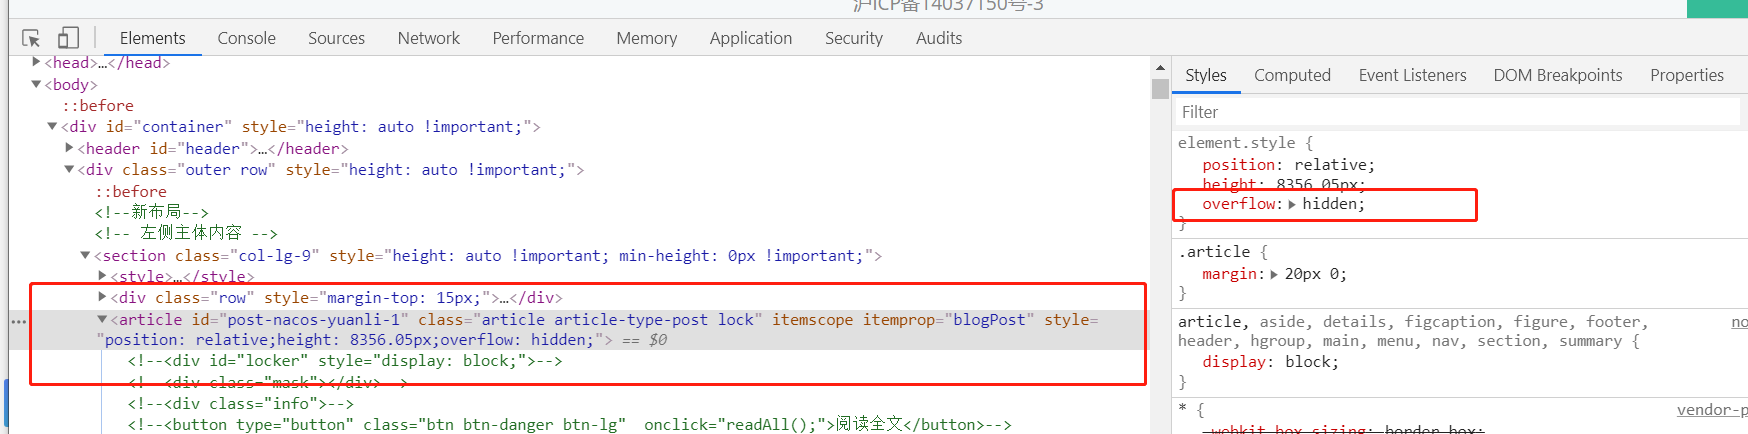 沪ICP备14037150号-3
Elements Console Sources Network Performance Memory Application Security Audits
<head>…</head>
<body>
::before
<div id="container" style="height: auto !important;">
<header id="header">…</header>
<div class="outer row" style="height: auto !important;">
::before
<!--新布局-->
<!-- 左侧主体内容 -->
<section class="col-lg-9" style="height: auto !important; min-height: 0px !important;">
<style>…</style>
<div class="row" style="margin-top: 15px;">…</div>
<article id="post-nacos-yuanli-1" class="article article-type-post lock" itemscope itemprop="blogPost" style=
"position: relative;height: 8356.05px;overflow: hidden;"> == $0
<!--<div id="locker" style="display: block;">-->
<!--<div class="mask"></div>-->
<!--<div class="info">-->
<!--<button type="button" class="btn btn-danger btn-lg"  onclick="readAll();">阅读全文</button>-->
Styles Computed Event Listeners DOM Breakpoints Properties
Filter
element.style {
position: relative;
height: 8356.05px;
overflow: hidden;
}
.article {
margin: 20px 0;
}
article, aside, details, figcaption, figure, footer, no
header, hgroup, main, menu, nav, section, summary {
display: block;
}
* { vendor-p
-webkit-box-sizing: border-box;